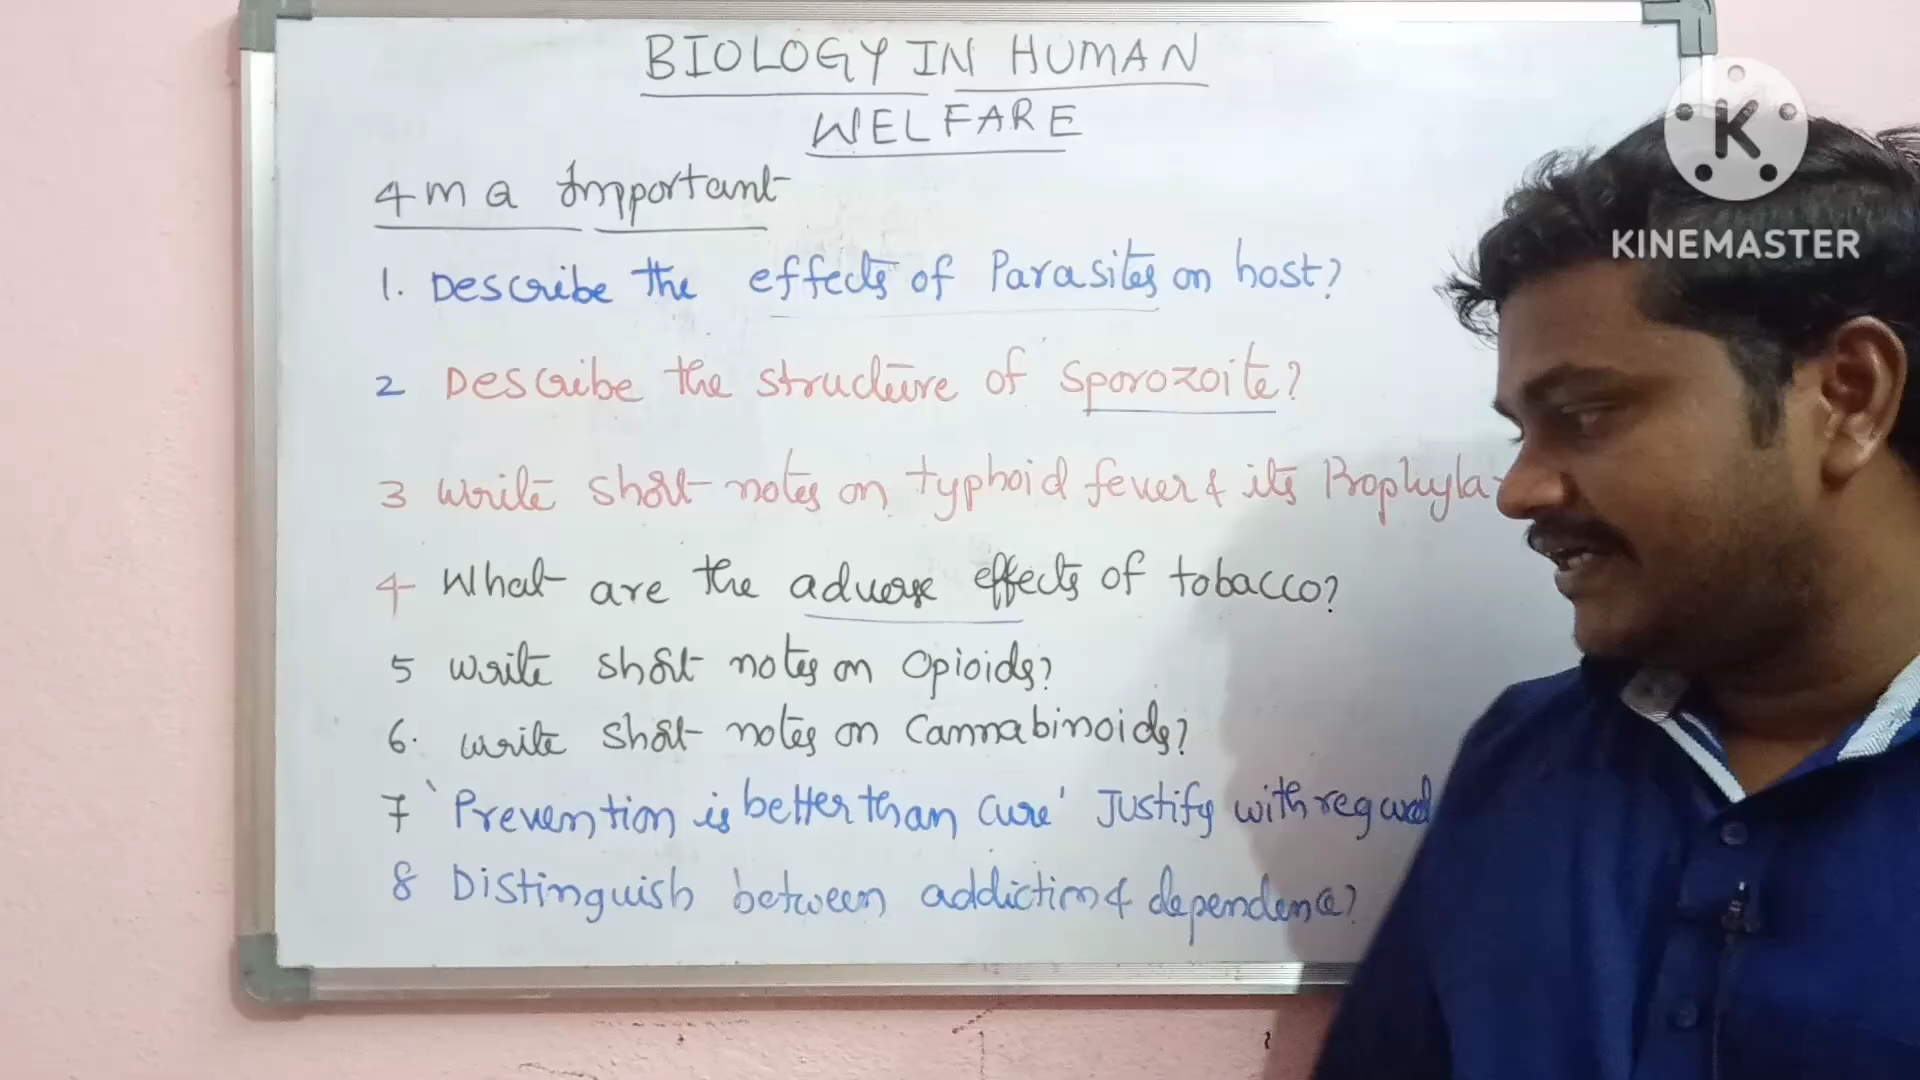 BIOLOGY IN HUMAN
WELFARE
4 m a Important
1. Describe the effects of Parasites on host?
2 Describe the structure of Sporozoite?
3 write short notes on typhoid fever & its Prophyla
4 What are the adverse effects of tobacco?
5 write short notes on Opioids?
6. write short notes on Cannabinoids?
7 'Prevention is better than cure' Justify with regard
8 Distinguish between addiction & dependence?
K
KINEMASTER